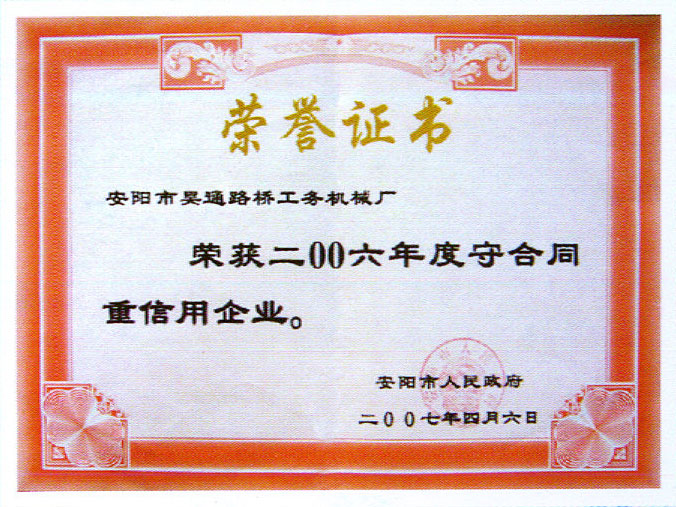 荣誉证书
安阳市昊通路桥工务机械厂
荣获二00六年度守合同
重信用企业。
安阳市人民政府
二00七年四月六日